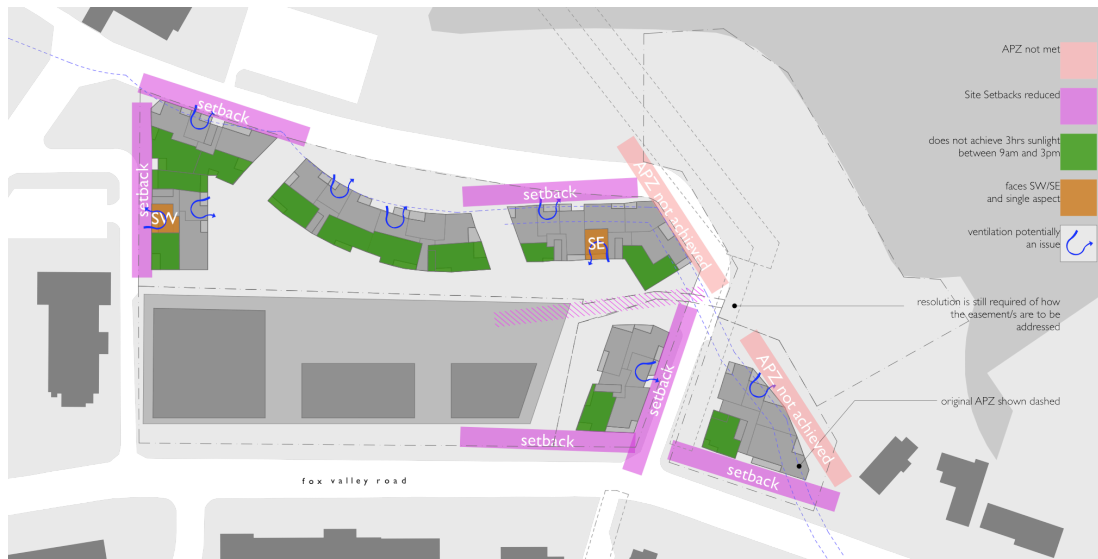 APZ not met
Site Setbacks reduced
does not achieve 3hrs sunlight
between 9am and 3pm
faces SW/SE
and single aspect
ventilation potentially
an issue
resolution is still required of how
the easement/s are to be
addressed
original APZ shown dashed
setback
setback
setback
APZ not achieved
SW
SE
setback
setback
APZ not achieved
setback
fox valley road